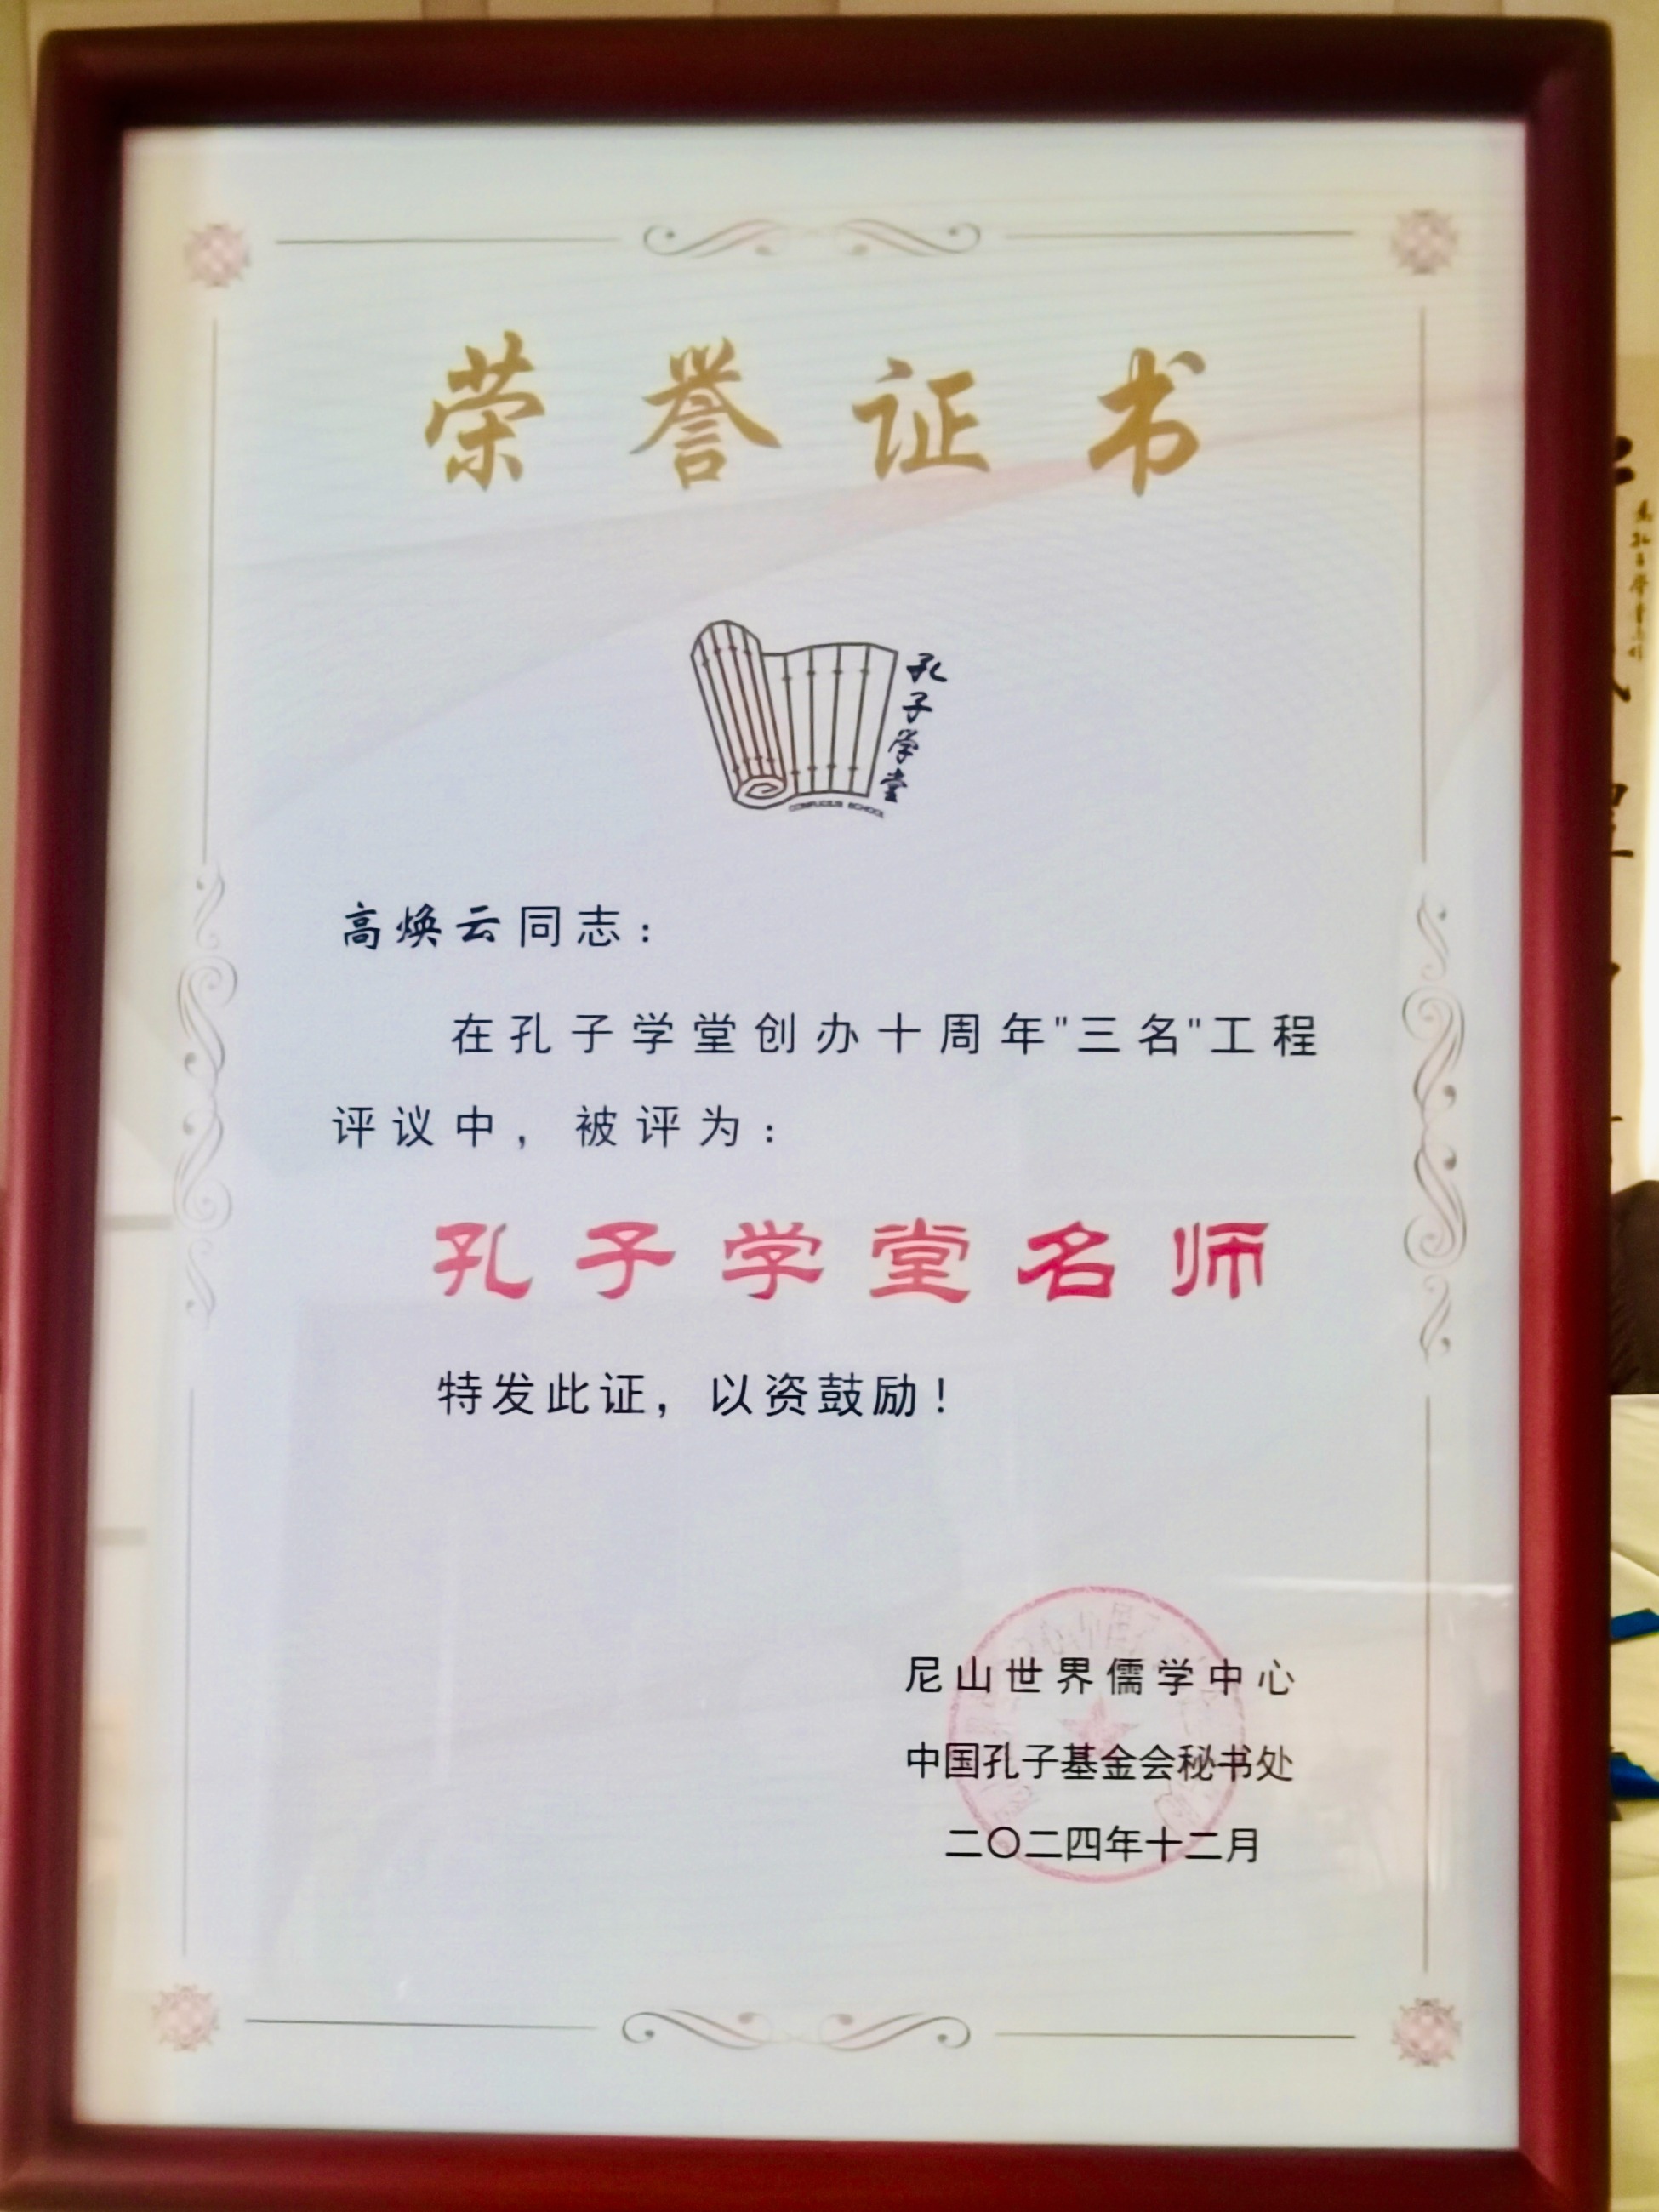 荣誉证书
孔子学堂
CONFUCIUS SCHOOL
高焕云同志：
在孔子学堂创办十周年"三名"工程
评议中，被评为：
孔子学堂名师
特发此证，以资鼓励！
尼山世界儒学中心
中国孔子基金会秘书处
二〇二四年十二月